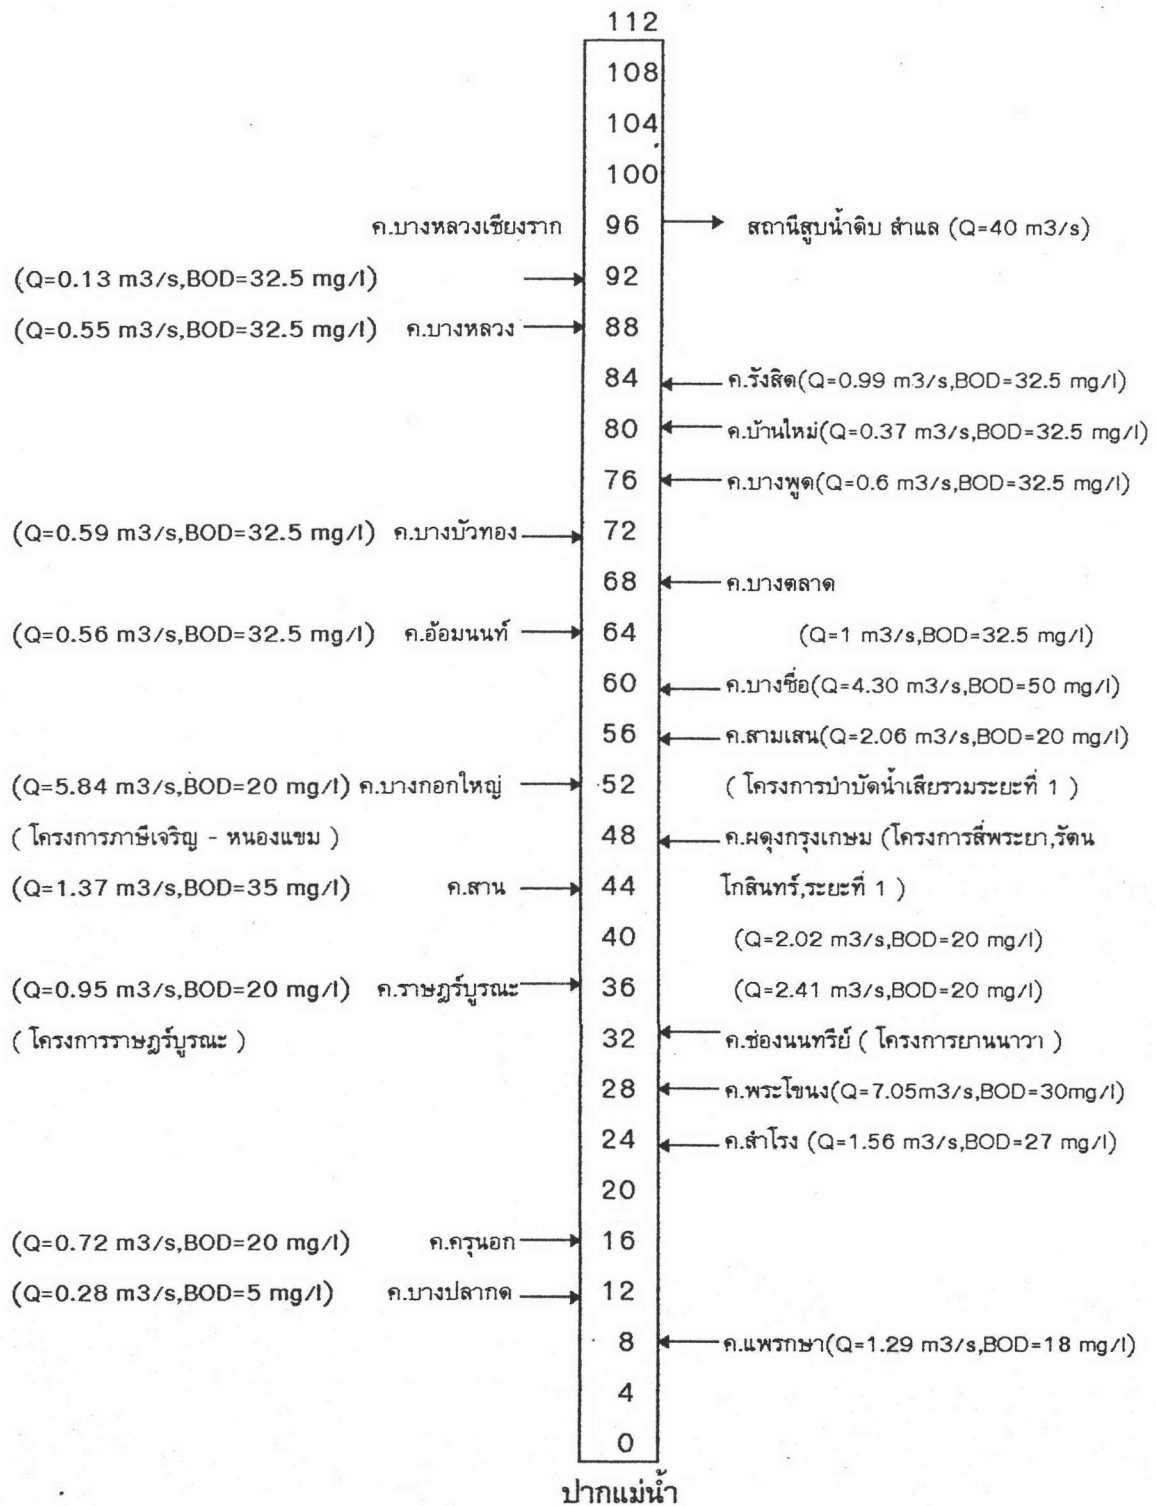 112
108
104
100
ค.บางหลวงเชียงราก 96 สถานีสูบน้ำดิบ สำแล (Q=40 m3/s)
(Q=0.13 m3/s,BOD=32.5 mg/l) 92
(Q=0.55 m3/s,BOD=32.5 mg/l) ค.บางหลวง 88
84 ค.รังสิต(Q=0.99 m3/s,BOD=32.5 mg/l)
80 ค.บ้านใหม่(Q=0.37 m3/s,BOD=32.5 mg/l)
76 ค.บางพูด(Q=0.6 m3/s,BOD=32.5 mg/l)
(Q=0.59 m3/s,BOD=32.5 mg/l) ค.บางบัวทอง 72
68 ค.บางตลาด
(Q=0.56 m3/s,BOD=32.5 mg/l) ค.อ้อมนนท์ 64 (Q=1 m3/s,BOD=32.5 mg/l)
60 ค.บางซื่อ(Q=4.30 m3/s,BOD=50 mg/l)
56 ค.สามเสน(Q=2.06 m3/s,BOD=20 mg/l)
(Q=5.84 m3/s,BOD=20 mg/l) ค.บางกอกใหญ่ 52 ( โครงการบำบัดน้ำเสียรวมระยะที่ 1 )
( โครงการภาษีเจริญ - หนองแขม ) 48 ค.ผดุงกรุงเกษม (โครงการสี่พระยา,รัตน
(Q=1.37 m3/s,BOD=35 mg/l) ค.สาน 44 โกสินทร์,ระยะที่ 1 )
40 (Q=2.02 m3/s,BOD=20 mg/l)
(Q=0.95 m3/s,BOD=20 mg/l) ค.ราษฎร์บูรณะ 36 (Q=2.41 m3/s,BOD=20 mg/l)
( โครงการราษฎร์บูรณะ ) 32 ค.ช่องนนทรีย์ ( โครงการยานนาวา )
28 ค.พระโขนง(Q=7.05m3/s,BOD=30mg/l)
24 ค.สำโรง (Q=1.56 m3/s,BOD=27 mg/l)
20
(Q=0.72 m3/s,BOD=20 mg/l) ค.ครุนอก 16
(Q=0.28 m3/s,BOD=5 mg/l) ค.บางปลากด 12
8 ค.แพรกษา(Q=1.29 m3/s,BOD=18 mg/l)
4
0
ปากแม่น้ำ